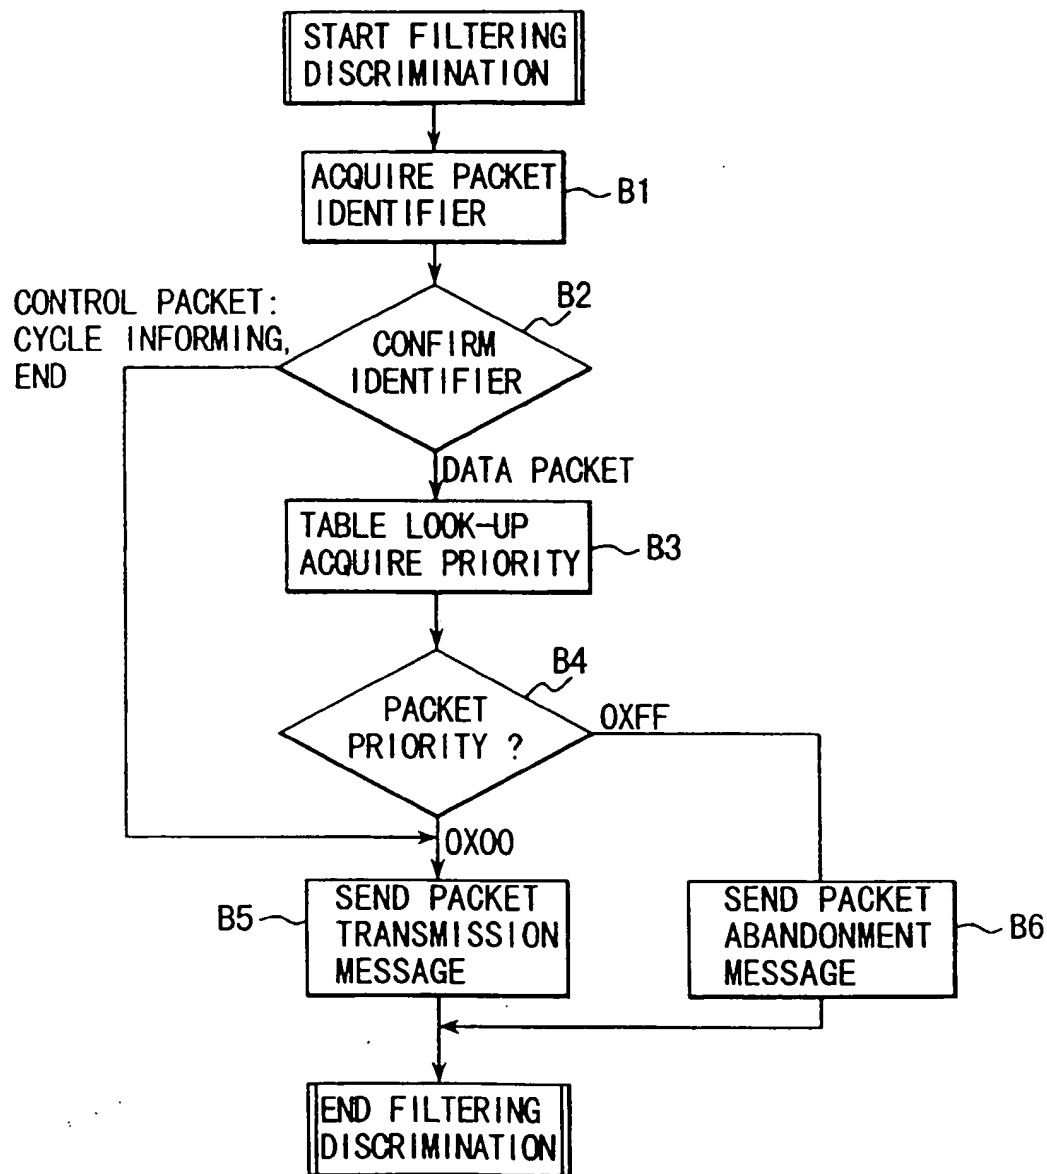 START FILTERING
DISCRIMINATION
ACQUIRE PACKET
IDENTIFIER
B1
CONTROL PACKET:
CYCLE INFORMING,
END
B2
CONFIRM
IDENTIFIER
DATA PACKET
TABLE LOOK-UP
ACQUIRE PRIORITY
B3
B4
PACKET
PRIORITY ?
0XFF
0X00
B5
SEND PACKET
TRANSMISSION
MESSAGE
SEND PACKET
ABANDONMENT
MESSAGE
B6
END FILTERING
DISCRIMINATION